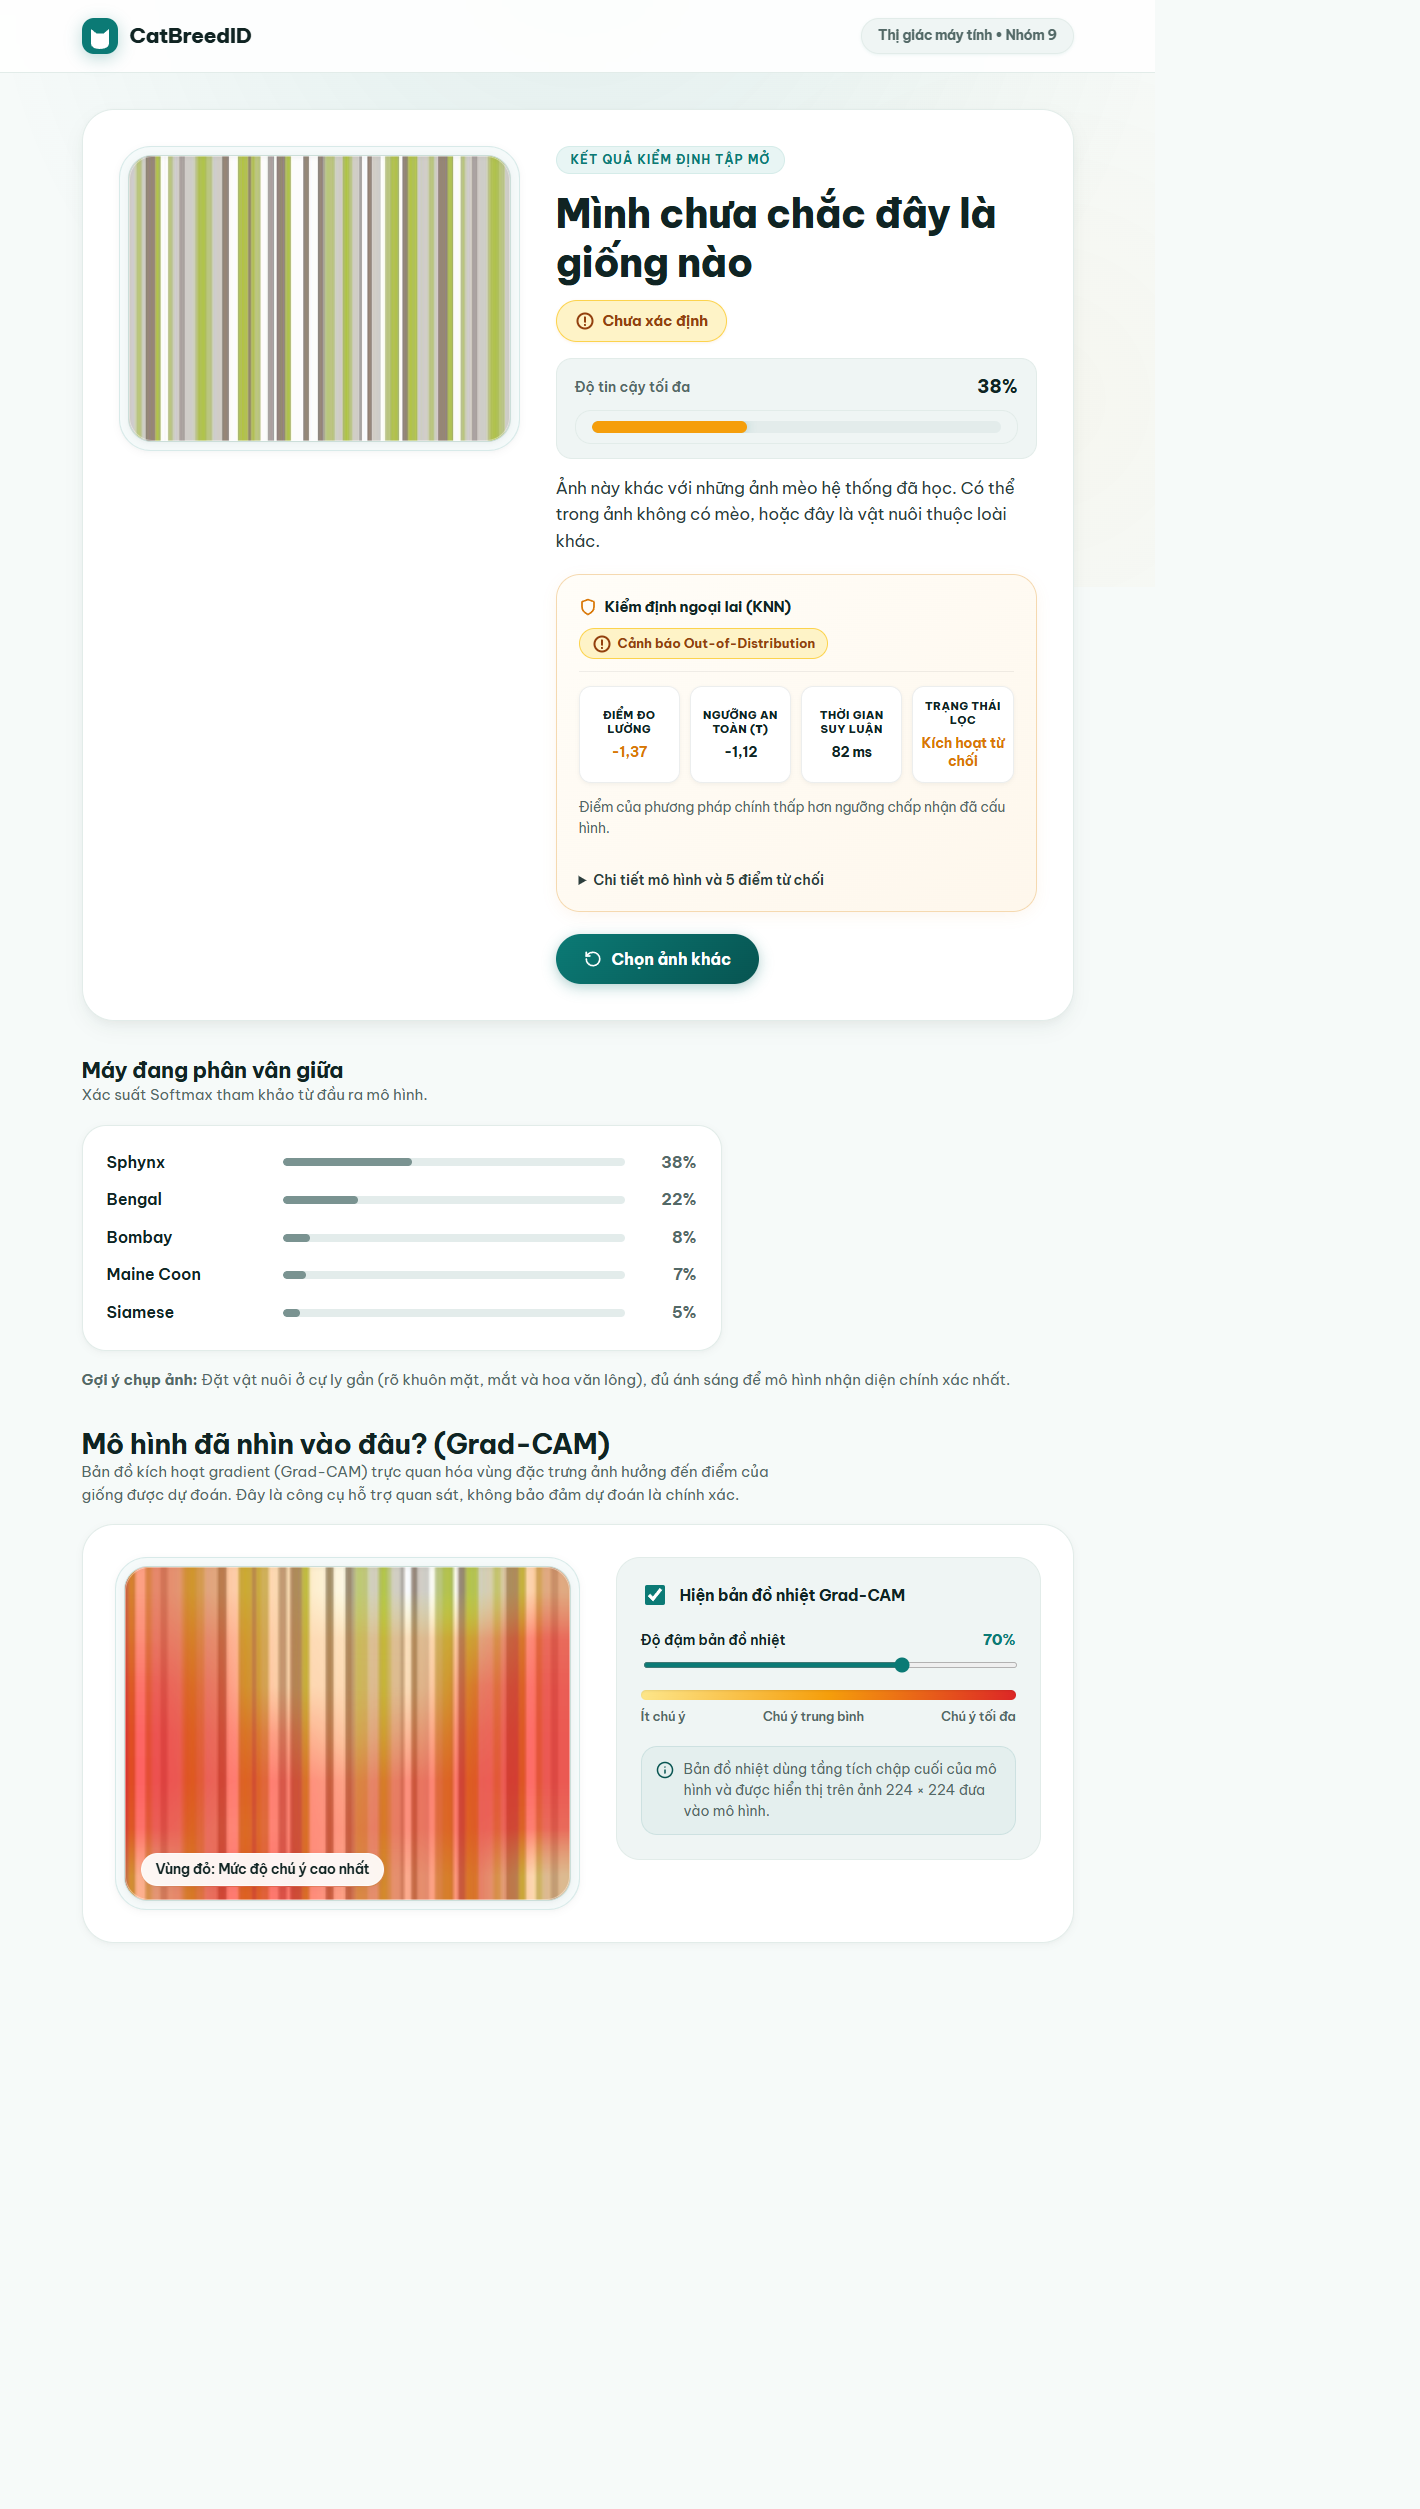 CatBreedID
Thị giác máy tính • Nhóm 9
KẾT QUẢ KIỂM ĐỊNH TẬP MỞ
Mình chưa chắc đây là
giống nào
Chưa xác định
Độ tin cậy tối đa
38%
Ảnh này khác với những ảnh mèo hệ thống đã học. Có thể
trong ảnh không có mèo, hoặc đây là vật nuôi thuộc loài
khác.
Kiểm định ngoại lai (KNN)
Cảnh báo Out-of-Distribution
ĐIỂM ĐO
LƯỜNG
-1,37
NGƯỠNG AN
TOÀN (T)
-1,12
THỜI GIAN
SUY LUẬN
82 ms
TRẠNG THÁI
LỌC
Kích hoạt từ
chối
Điểm của phương pháp chính thấp hơn ngưỡng chấp nhận đã cấu
hình.
Chi tiết mô hình và 5 điểm từ chối
Chọn ảnh khác
Máy đang phân vân giữa
Xác suất Softmax tham khảo từ đầu ra mô hình.
Sphynx 38%
Bengal 22%
Bombay 8%
Maine Coon 7%
Siamese 5%
Gợi ý chụp ảnh: Đặt vật nuôi ở cự ly gần (rõ khuôn mặt, mắt và hoa văn lông), đủ ánh sáng để mô hình nhận diện chính xác nhất.
Mô hình đã nhìn vào đâu? (Grad-CAM)
Bản đồ kích hoạt gradient (Grad-CAM) trực quan hóa vùng đặc trưng ảnh hưởng đến điểm của
giống được dự đoán. Đây là công cụ hỗ trợ quan sát, không bảo đảm dự đoán là chính xác.
Vùng đỏ: Mức độ chú ý cao nhất
Hiện bản đồ nhiệt Grad-CAM
Độ đậm bản đồ nhiệt
70%
Ít chú ý
Chú ý trung bình
Chú ý tối đa
Bản đồ nhiệt dùng tầng tích chập cuối của mô
hình và được hiển thị trên ảnh 224 × 224 đưa
vào mô hình.